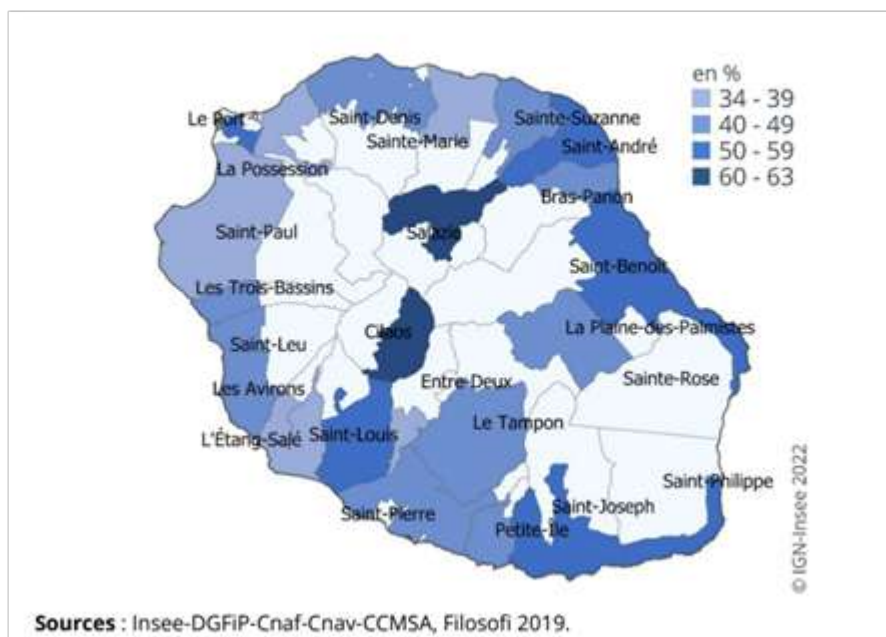 en %
34 - 39
40 - 49
50 - 59
60 - 63
Le Port
Saint-Denis
Sainte-Suzanne
Sainte-Marie
Saint-André
La Possession
Bras-Panon
Saint-Paul
Salazie
Saint-Benoit
Les Trois-Bassins
La Plaine-des-Palmistes
Cilaos
Saint-Leu
Sainte-Rose
Entre-Deux
Les Avirons
Le Tampon
L'Étang-Salé
Saint-Louis
Saint-Philippe
Saint-Joseph
Saint-Pierre
Petite-Ile
© IGN-Insee 2022
Sources : Insee-DGFiP-Cnaf-Cnav-CCMSA, Filosofi 2019.